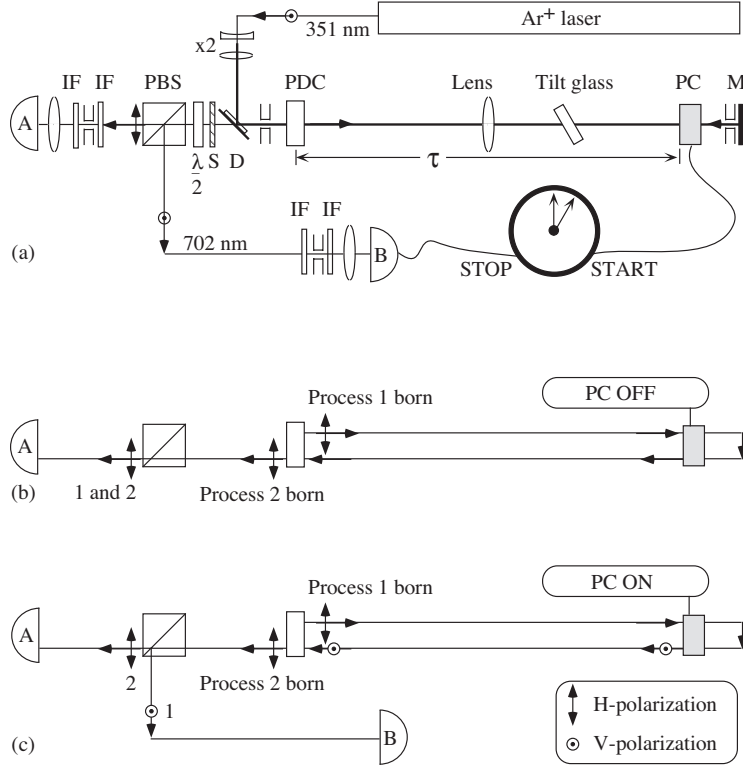 Ar+ laser
351 nm
x2
IF IF PBS PDC Lens Tilt glass PC M
A
λ/2 S D
τ
IF IF
702 nm
B
STOP START
(a)
Process 1 born
PC OFF
A
1 and 2
Process 2 born
(b)
Process 1 born
PC ON
A
2
Process 2 born
1
B
H-polarization
V-polarization
(c)